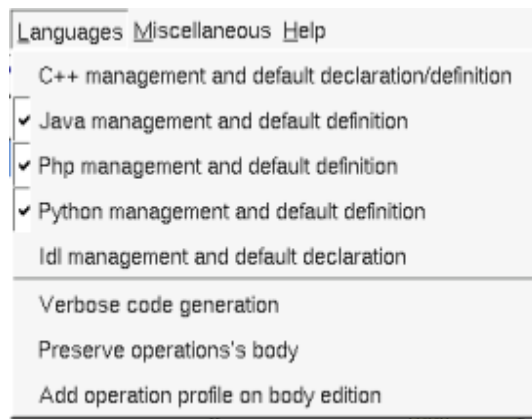 Languages Miscellaneous Help
C++ management and default declaration/definition
Java management and default definition
Php management and default definition
Python management and default definition
Idl management and default declaration
Verbose code generation
Preserve operations's body
Add operation profile on body edition